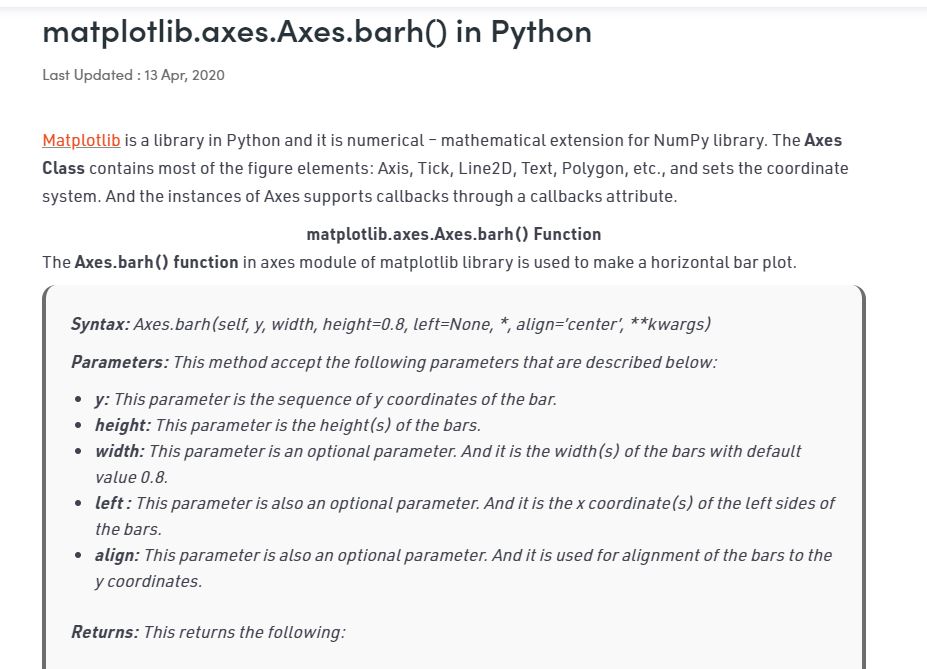 matplotlib.axes.Axes.barh() in Python
Last Updated : 13 Apr, 2020
Matplotlib is a library in Python and it is numerical – mathematical extension for NumPy library. The Axes
Class contains most of the figure elements: Axis, Tick, Line2D, Text, Polygon, etc., and sets the coordinate
system. And the instances of Axes supports callbacks through a callbacks attribute.
matplotlib.axes.Axes.barh() Function
The Axes.barh() function in axes module of matplotlib library is used to make a horizontal bar plot.
Syntax: Axes.barh(self, y, width, height=0.8, left=None, *, align='center', **kwargs)
Parameters: This method accept the following parameters that are described below:
• y: This parameter is the sequence of y coordinates of the bar.
• height: This parameter is the height(s) of the bars.
• width: This parameter is an optional parameter. And it is the width(s) of the bars with default
value 0.8.
• left : This parameter is also an optional parameter. And it is the x coordinate(s) of the left sides of
the bars.
• align: This parameter is also an optional parameter. And it is used for alignment of the bars to the
y coordinates.
Returns: This returns the following: